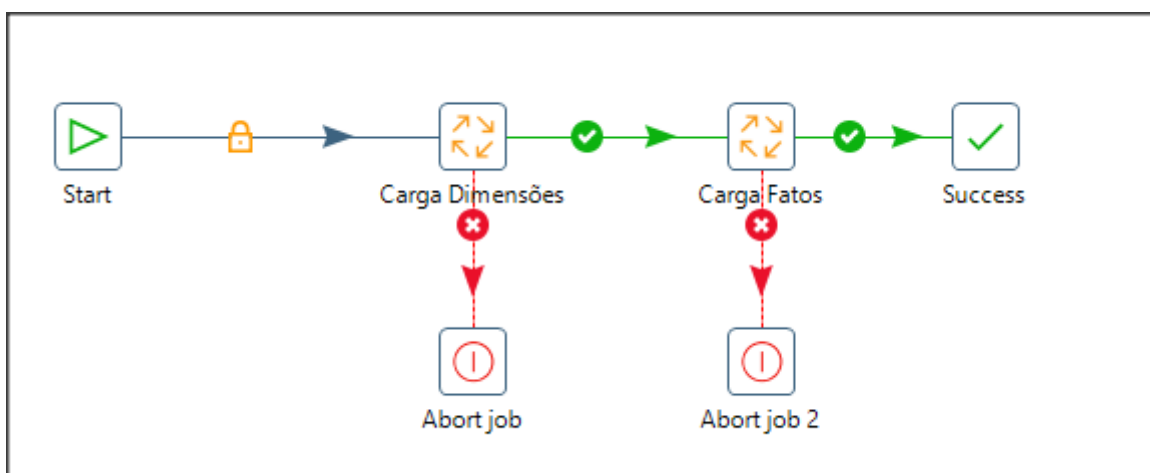 Start
Carga Dimensões
Carga Fatos
Success
Abort job
Abort job 2